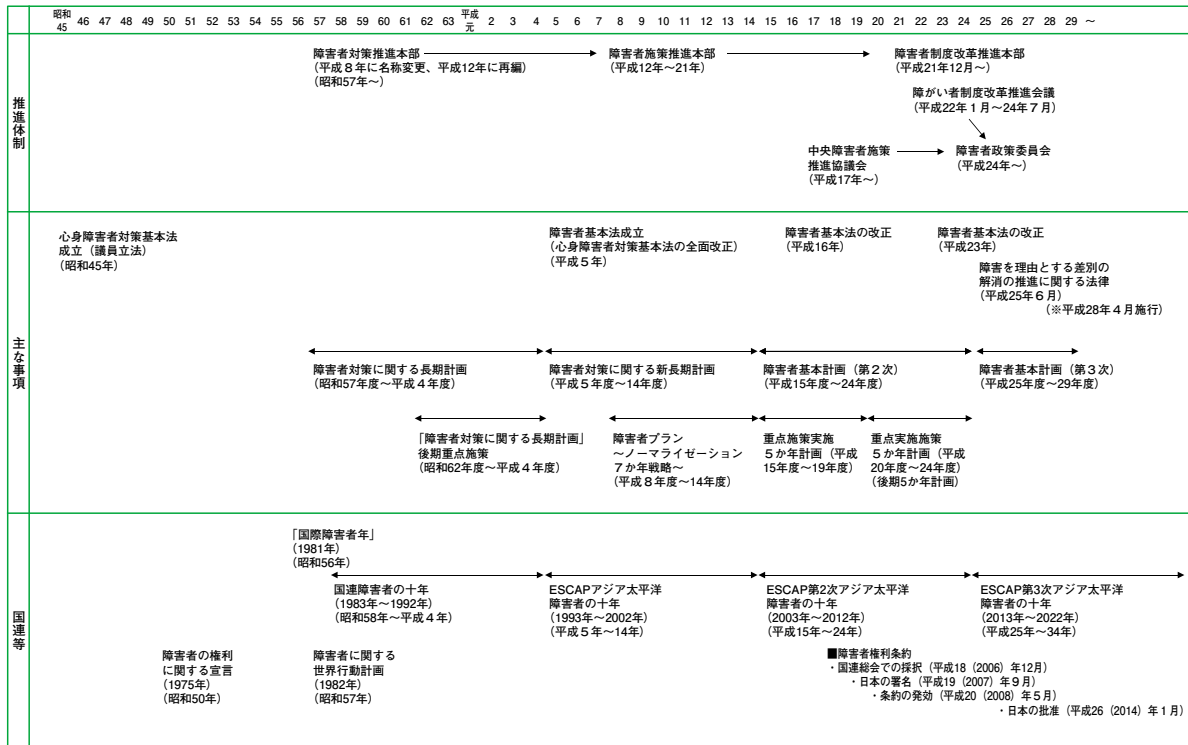 昭和45 46 47 48 49 50 51 52 53 54 55 56 57 58 59 60 61 62 63 平成元 2 3 4 5 6 7 8 9 10 11 12 13 14 15 16 17 18 19 20 21 22 23 24 25 26 27 28 29 ～
推進体制
障害者対策推進本部
（平成８年に名称変更、平成12年に再編）
（昭和57年～）
障害者施策推進本部
（平成12年～21年）
障害者制度改革推進本部
（平成21年12月～）
障がい者制度改革推進会議
（平成22年１月～24年７月）
中央障害者施策
推進協議会
（平成17年～）
障害者政策委員会
（平成24年～）
主な事項
心身障害者対策基本法
成立（議員立法）
（昭和45年）
障害者基本法成立
（心身障害者対策基本法の全面改正）
（平成５年）
障害者基本法の改正
（平成16年）
障害者基本法の改正
（平成23年）
障害を理由とする差別の
解消の推進に関する法律
（平成25年６月）
（※平成28年４月施行）
障害者対策に関する長期計画
（昭和57年度～平成４年度）
障害者対策に関する新長期計画
（平成５年度～14年度）
障害者基本計画（第２次）
（平成15年度～24年度）
障害者基本計画（第３次）
（平成25年度～29年度）
「障害者対策に関する長期計画」
後期重点施策
（昭和62年度～平成４年度）
障害者プラン
～ノーマライゼーション
７か年戦略～
（平成８年度～14年度）
重点施策実施
５か年計画（平成
15年度～19年度）
重点実施施策
５か年計画（平成
20年度～24年度）
（後期5か年計画）
国連等
「国際障害者年」
（1981年）
（昭和56年）
国連障害者の十年
（1983年～1992年）
（昭和58年～平成４年）
ESCAPアジア太平洋
障害者の十年
（1993年～2002年）
（平成５年～14年）
ESCAP第2次アジア太平洋
障害者の十年
（2003年～2012年）
（平成15年～24年）
ESCAP第3次アジア太平洋
障害者の十年
（2013年～2022年）
（平成25年～34年）
障害者の権利
に関する宣言
（1975年）
（昭和50年）
障害者に関する
世界行動計画
（1982年）
（昭和57年）
■障害者権利条約
・国連総会での採択（平成18（2006）年12月）
・日本の署名（平成19（2007）年９月）
・条約の発効（平成20（2008）年５月）
・日本の批准（平成26（2014）年１月）